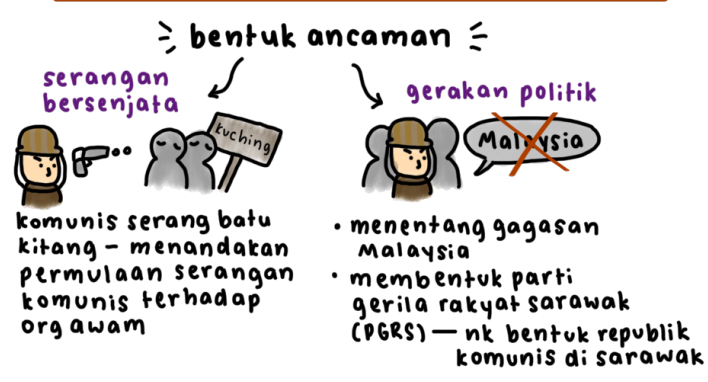 bentuk ancaman
serangan
bersenjata
kuching
komunis serang batu
kitang – menandakan
permulaan serangan
komunis terhadap
org awam
gerakan politik
Malaysia
• menentang gagasan
Malaysia
• membentuk parti
gerila rakyat sarawak
(PGRS) — nk bentuk republik
komunis di sarawak